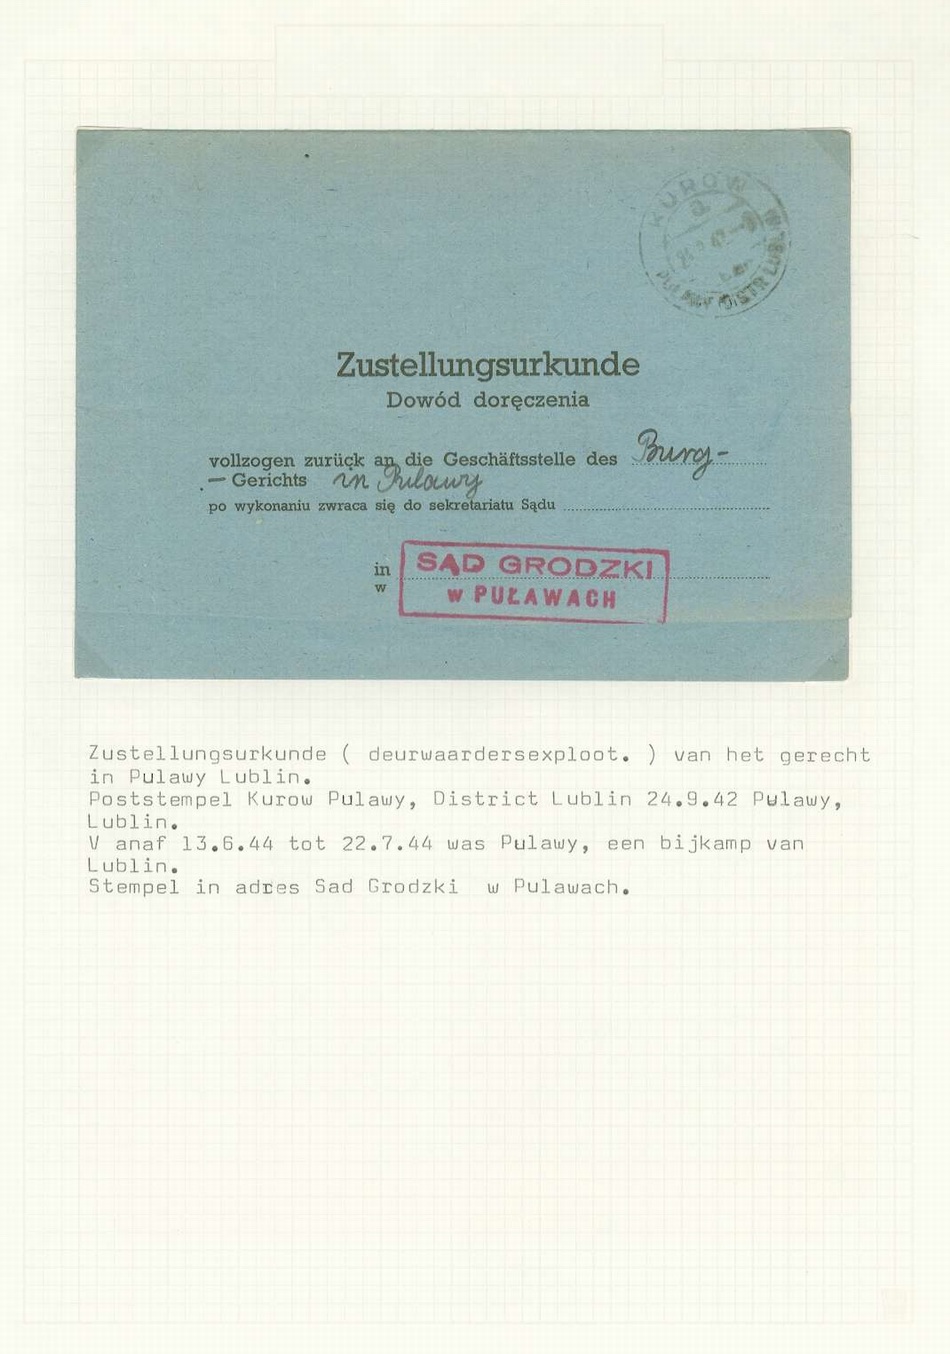 KUROW
PULAWY DISTR LUBLIN
Zustellungsurkunde
Dowód doręczenia
vollzogen zurück an die Geschäftsstelle des Burg-
— Gerichts in Pulawy
po wykonaniu zwraca się do sekretariatu Sądu
in
w
SĄD GRODZKI
w PUŁAWACH
Zustellungsurkunde ( deurwaardersexploot. ) van het gerecht
in Pulawy Lublin.
Poststempel Kurow Pulawy, District Lublin 24.9.42 Pulawy,
Lublin.
V anaf 13.6.44 tot 22.7.44 was Pulawy, een bijkamp van
Lublin.
Stempel in adres Sad Grodzki w Pulawach.